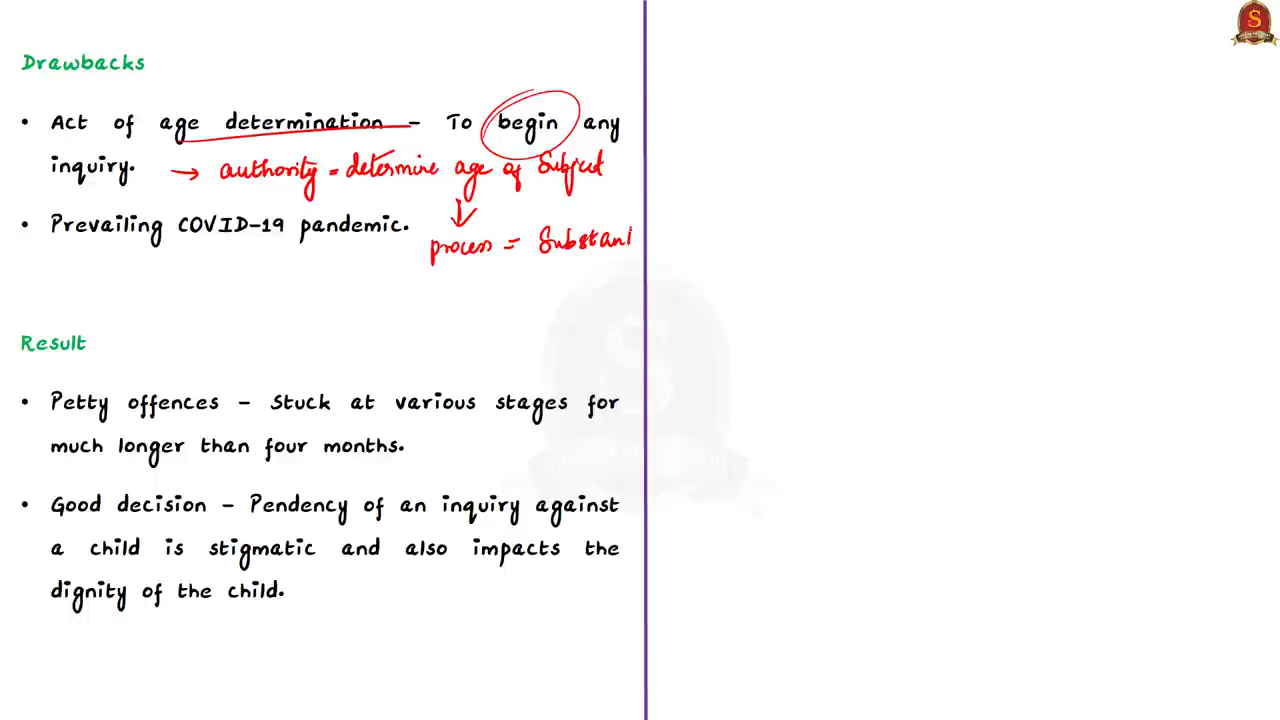 Drawbacks
• Act of age determination - To begin any
inquiry. → authority = determine age of Subject
• Prevailing COVID-19 pandemic.
process = Substant
Result
• Petty offences - Stuck at various stages for
much longer than four months.
• Good decision - Pendency of an inquiry against
a child is stigmatic and also impacts the
dignity of the child.
S